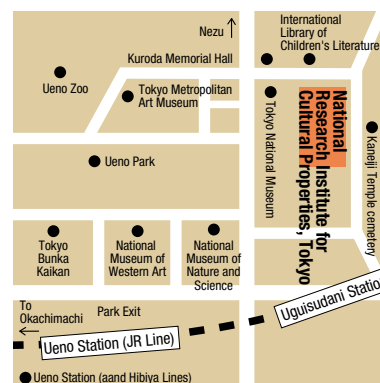 Nezu
International
Library of
Children's Literature
Kuroda Memorial Hall
Ueno Zoo
Tokyo Metropolitan
Art Museum
National
Research Institute for
Cultural Properties, Tokyo
Tokyo National Museum
Kaneiji Temple cemetery
Ueno Park
Tokyo
Bunka
Kaikan
National
Museum of
Western Art
National
Museum of
Nature and
Science
To
Okachimachi
Park Exit
Uguisudani Station
Ueno Station (JR Line)
Ueno Station (aand Hibiya Lines)